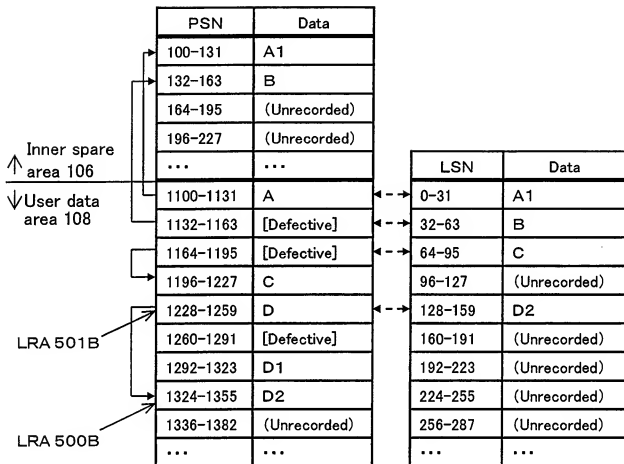 PSN Data
100-131 A1
132-163 B
164-195 (Unrecorded)
196-227 (Unrecorded)
... ...
↑ Inner spare area 106
↓ User data area 108
1100-1131 A
1132-1163 [Defective]
1164-1195 [Defective]
1196-1227 C
1228-1259 D
1260-1291 [Defective]
1292-1323 D1
1324-1355 D2
1336-1382 (Unrecorded)
... ...
LRA 501B
LRA 500B
LSN Data
0-31 A1
32-63 B
64-95 C
96-127 (Unrecorded)
128-159 D2
160-191 (Unrecorded)
192-223 (Unrecorded)
224-255 (Unrecorded)
256-287 (Unrecorded)
... ...